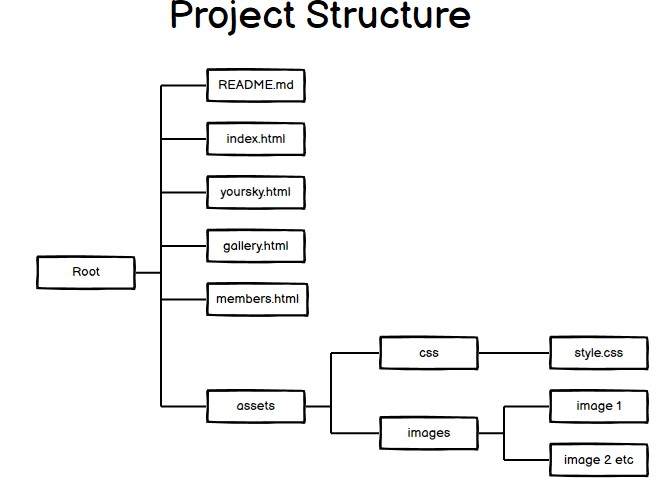 Project Structure
README.md
index.html
yoursky.html
gallery.html
Root
members.html
css
style.css
assets
image 1
images
image 2 etc